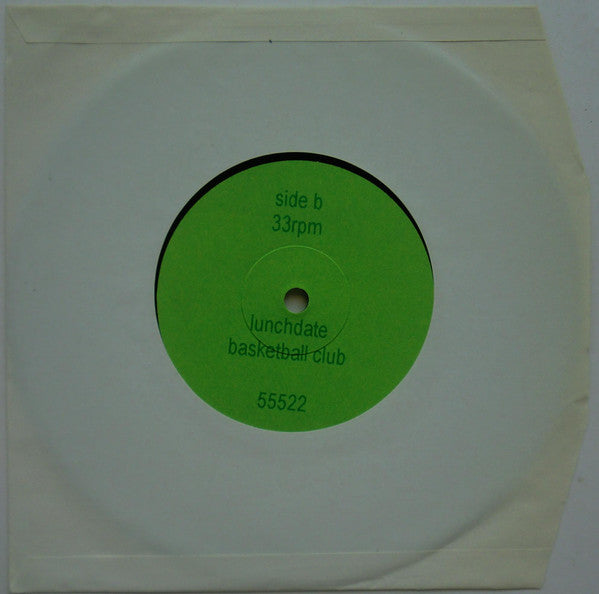 side b
33rpm
lunchdate
basketball club
55522